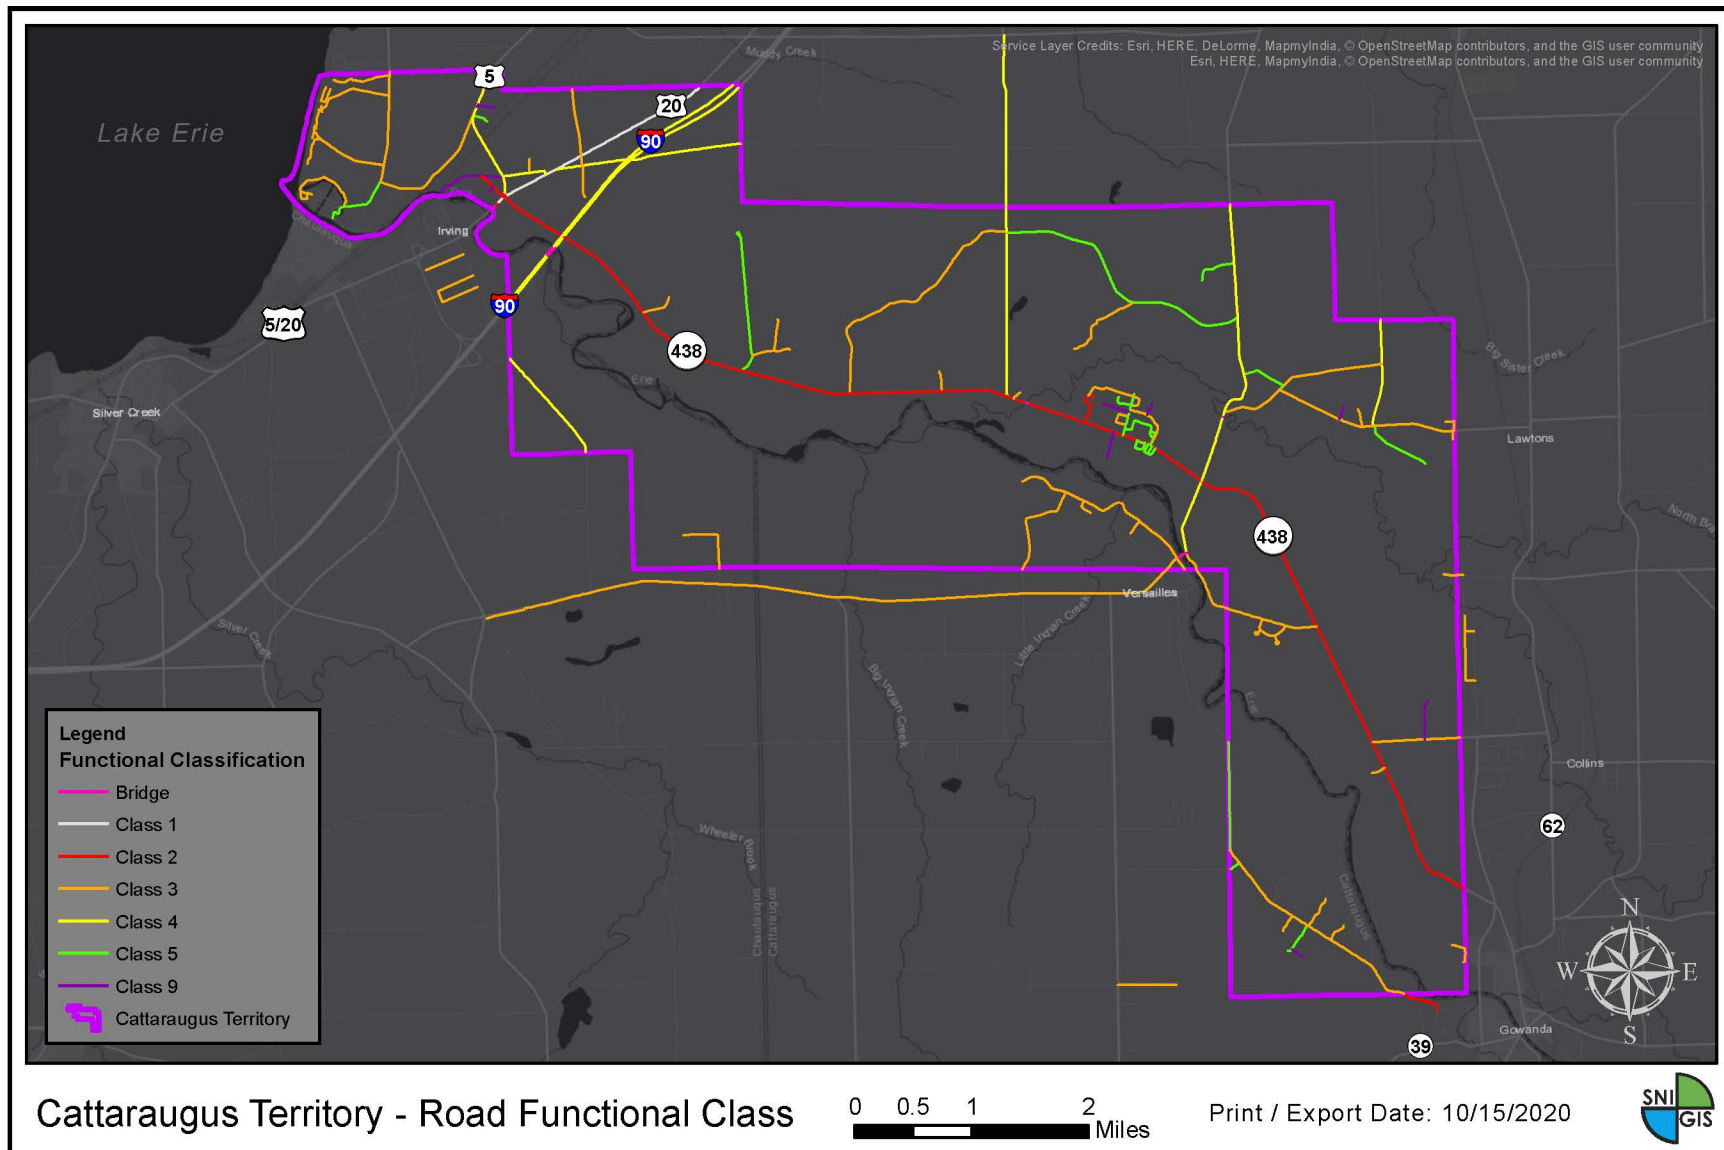 Service Layer Credits: Esri, HERE, DeLorme, MapmyIndia, © OpenStreetMap contributors, and the GIS user community
Esri, HERE, MapmyIndia, © OpenStreetMap contributors, and the GIS user community
Muddy Creek
5
20
90
Lake Erie
Chautauqua
Irving
90
5/20
438
Erie
Big Sister Creek
Silver Creek
Lawtons
North Bra
438
Versailles
Silver Creek
Little Indian Creek
Big Indian Creek
Erie
Legend
Functional Classification
Bridge
Class 1
Class 2
Class 3
Class 4
Class 5
Class 9
Cattaraugus Territory
Collins
62
Wheeler Brook
Chautauqua
Cattaraugus
Cattaraugus
N
W
E
S
Gowanda
39
Cattaraugus Territory - Road Functional Class
0 0.5 1 2
Miles
Print / Export Date: 10/15/2020
SNI
GIS